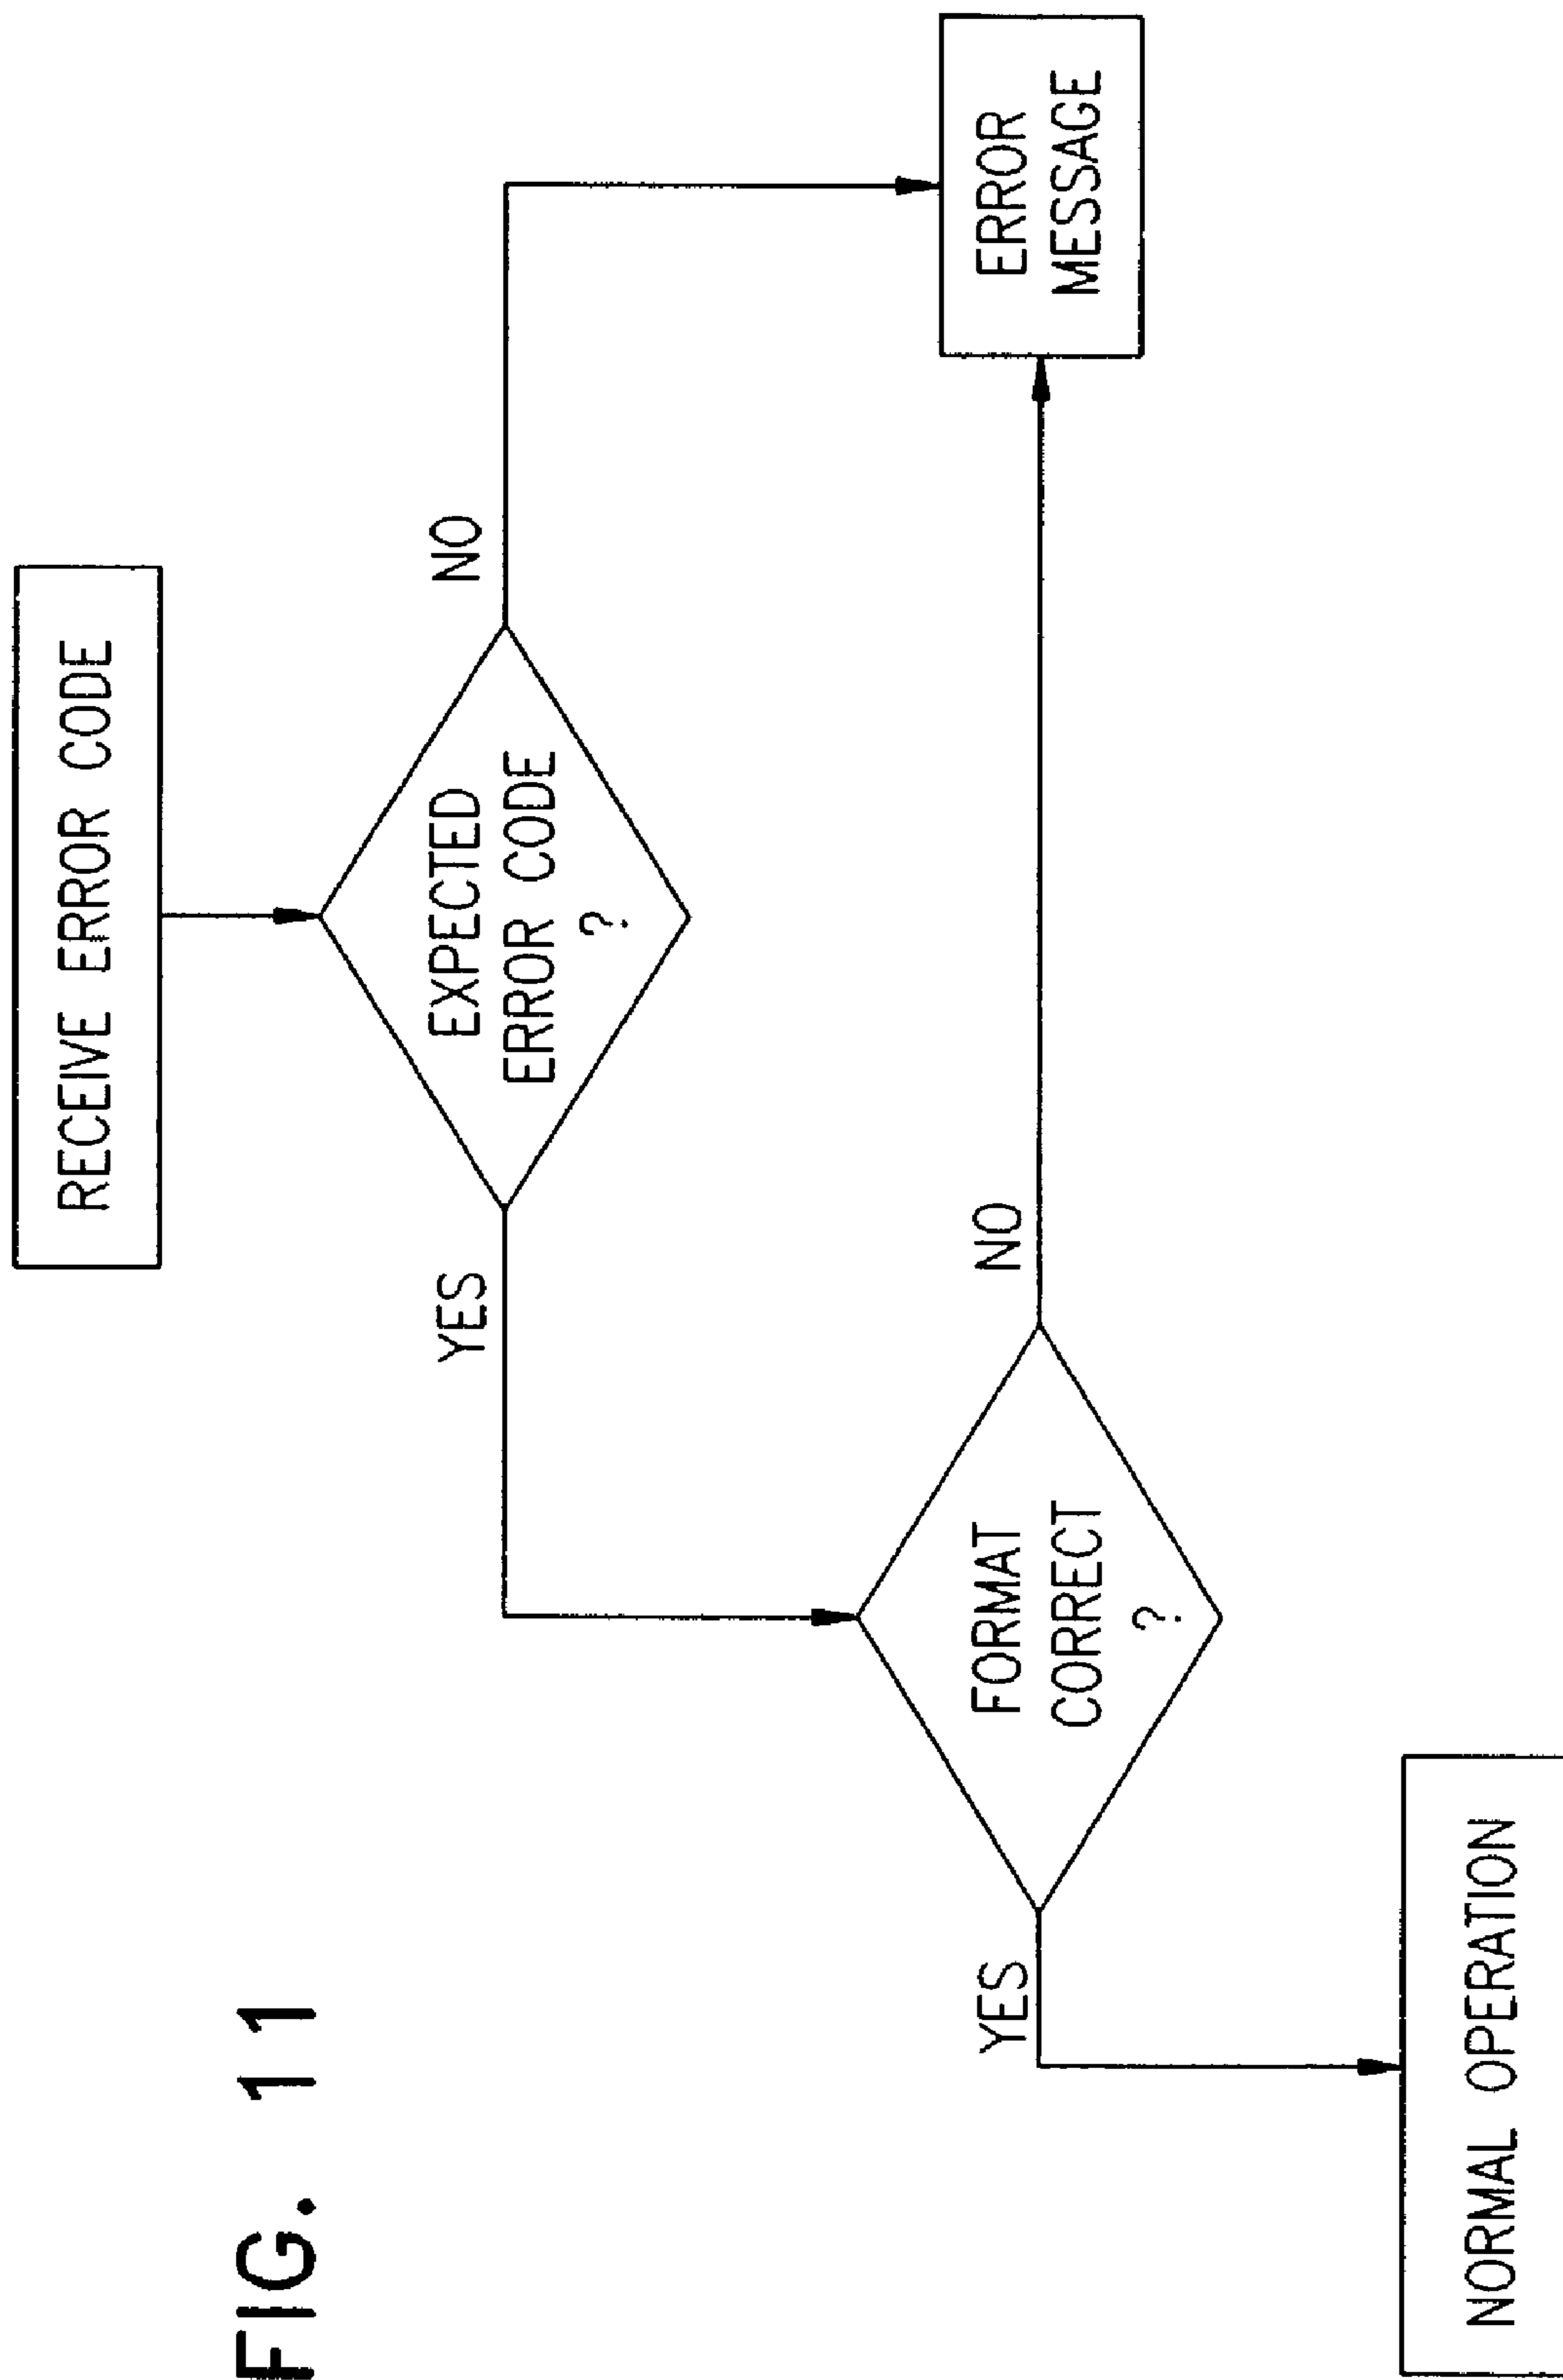 FIG. 11
RECEIVE ERROR CODE
EXPECTED
ERROR CODE
?
YES
NO
FORMAT
CORRECT
?
YES
NO
ERROR
MESSAGE
NORMAL OPERATION